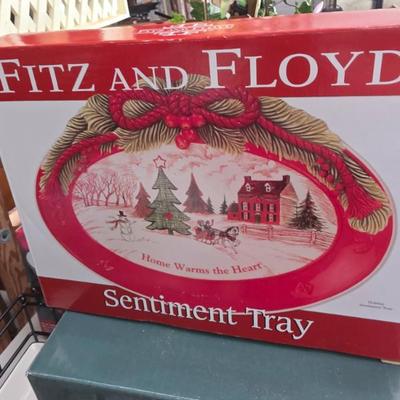 FITZ AND FLOYD
Home Warms the Heart
Sentiment Tray